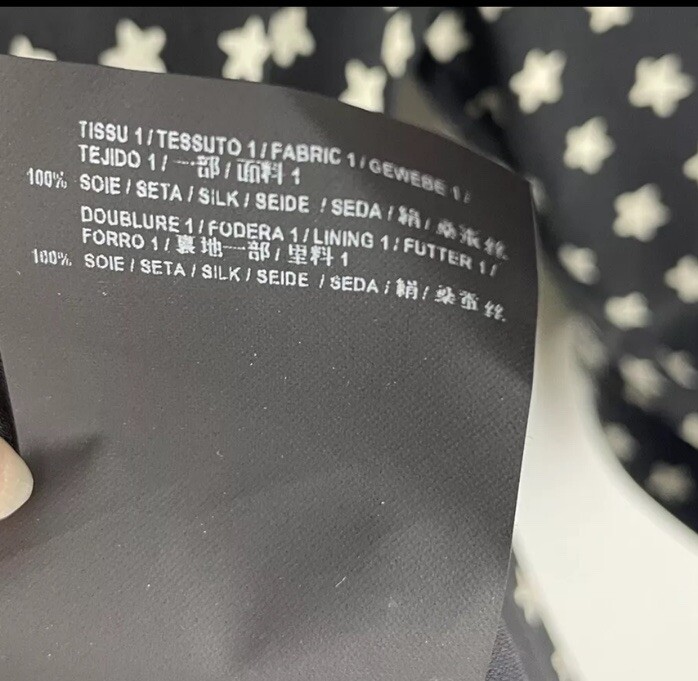 TISSU 1/TESSUTO 1/FABRIC 1/GEWEBE 1/
TEJIDO 1/一部/面料 1
100% SOIE/SETA/SILK/SEIDE/SEDA/絹/桑蚕丝
DOUBLURE 1/FODERA 1/LINING 1/FUTTER 1/
FORRO 1/裏地一部/里料 1
100% SOIE/SETA/SILK/SEIDE/SEDA/絹/桑蚕丝